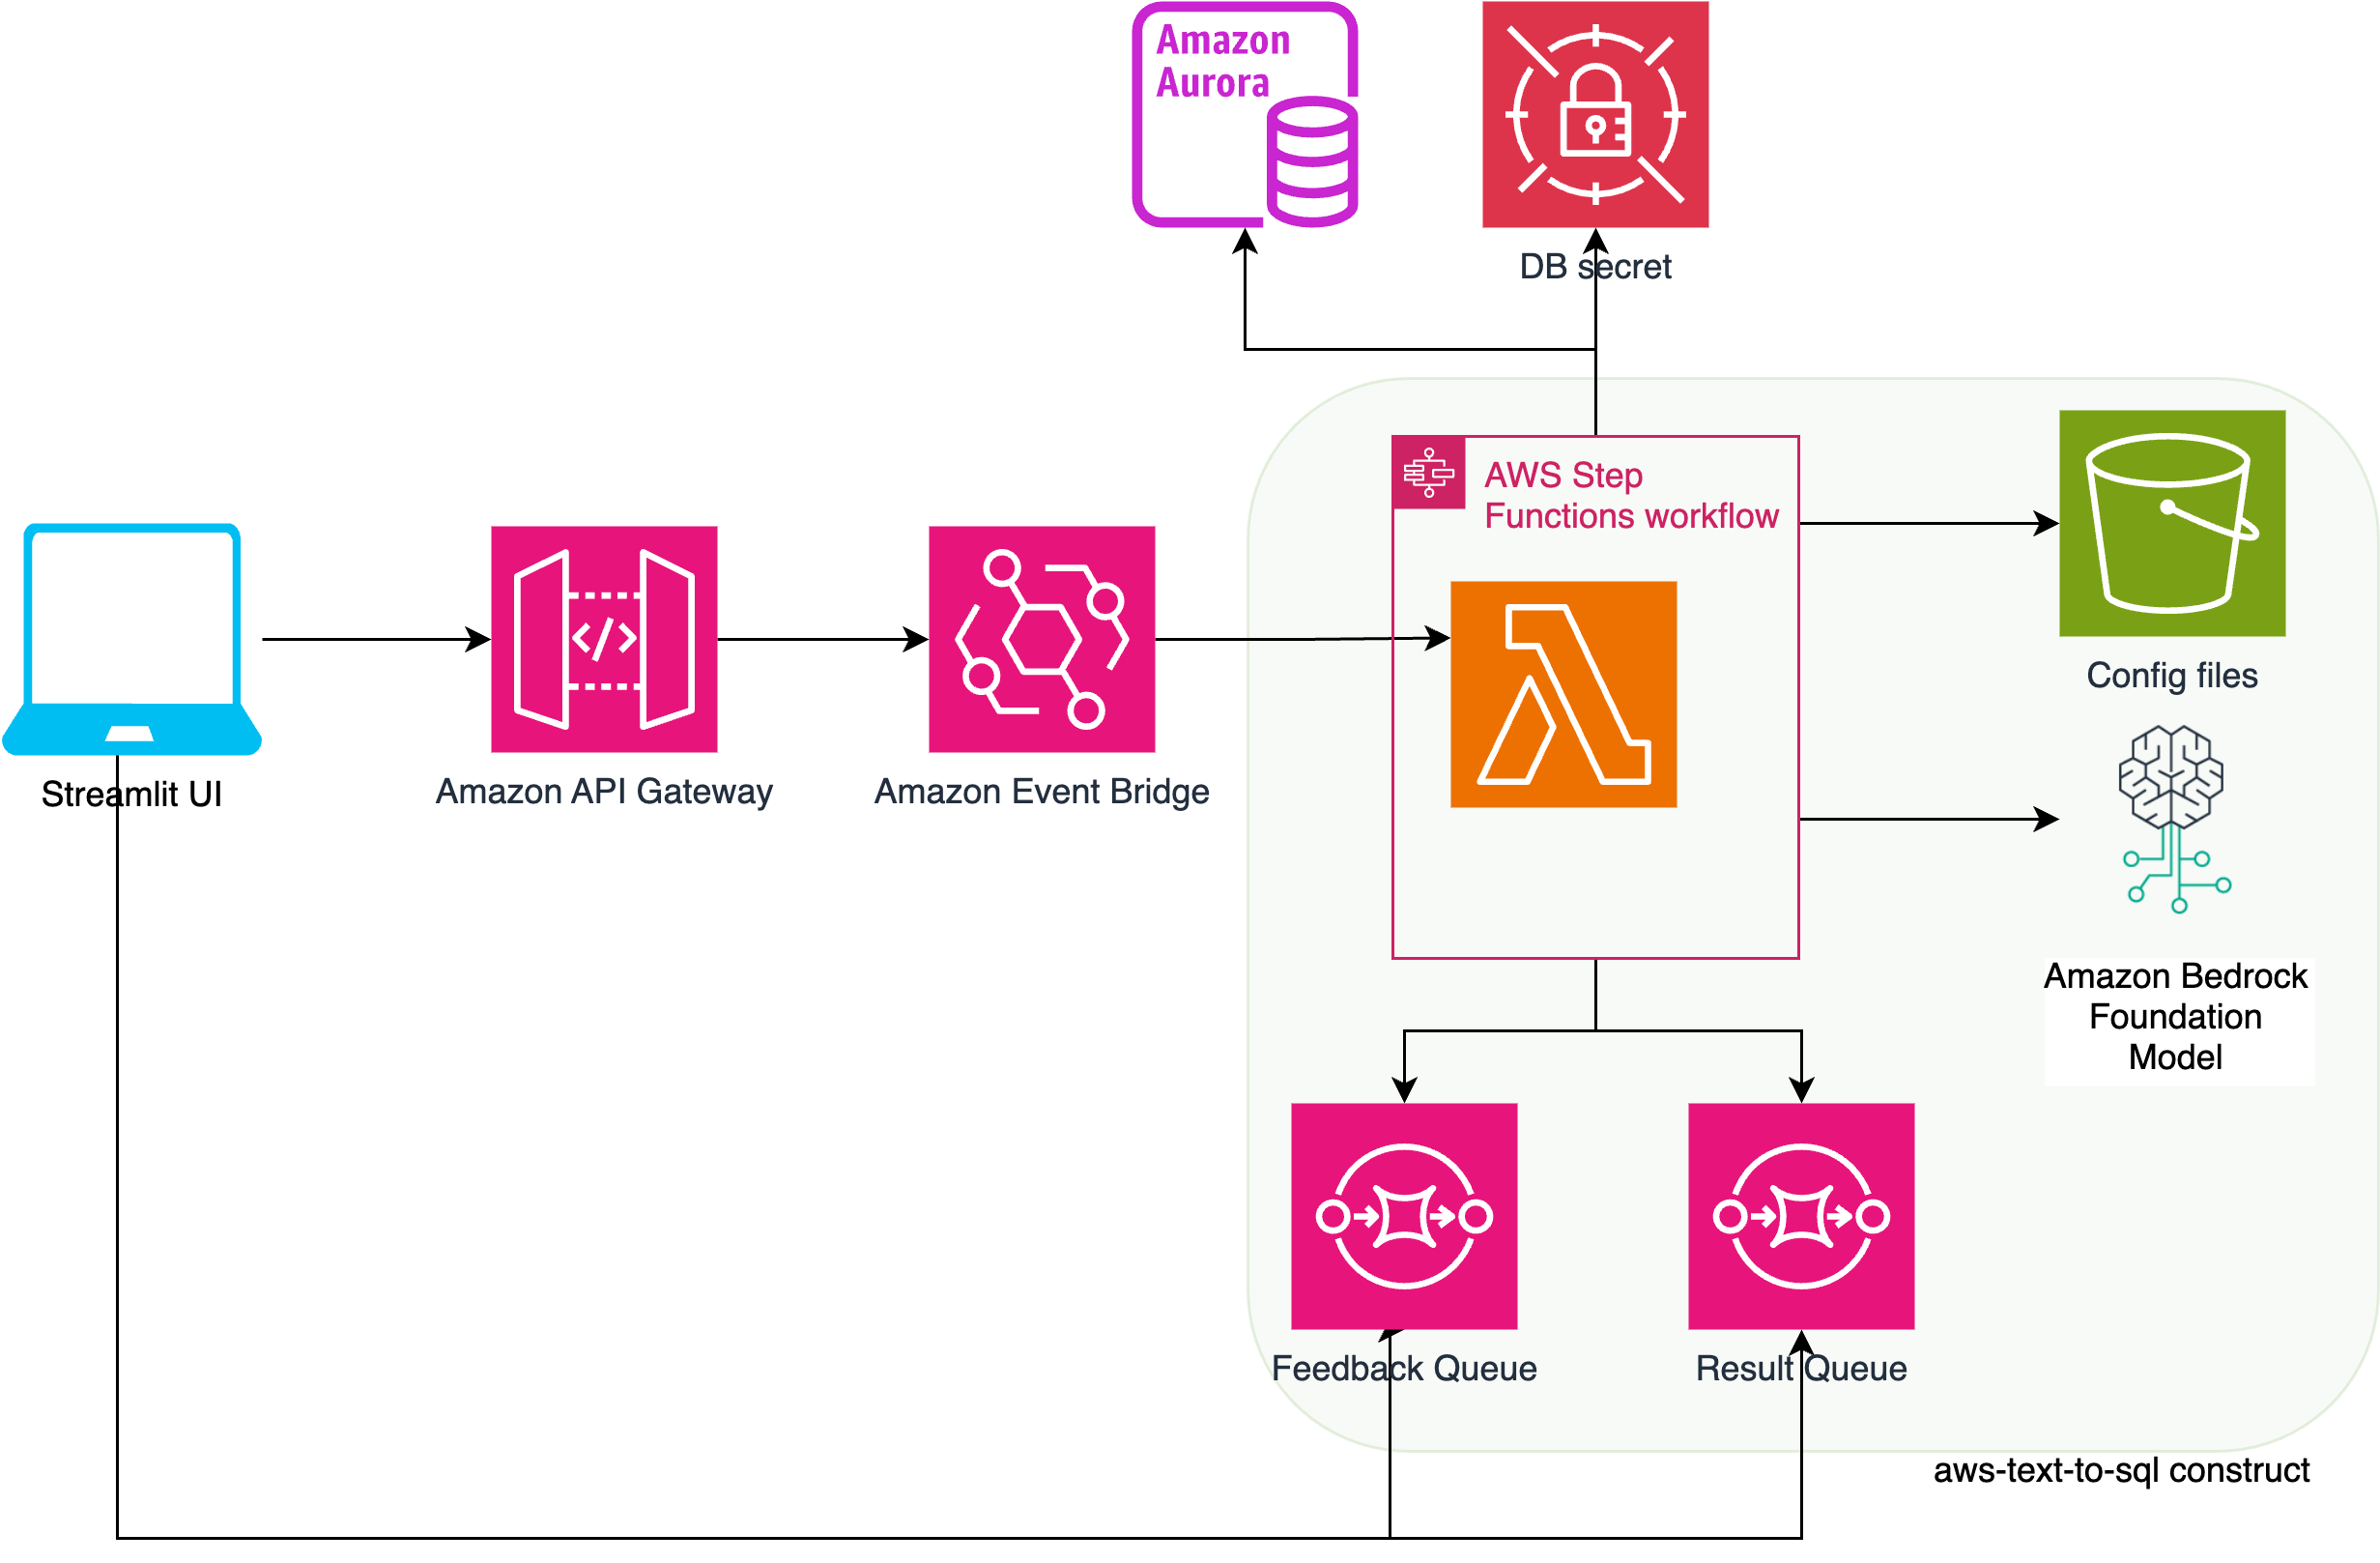 Amazon
Aurora
DB secret
AWS Step
Functions workflow
Config files
Streamlit UI
Amazon API Gateway
Amazon Event Bridge
Amazon Bedrock
Foundation
Model
Feedback Queue
Result Queue
aws-text-to-sql construct